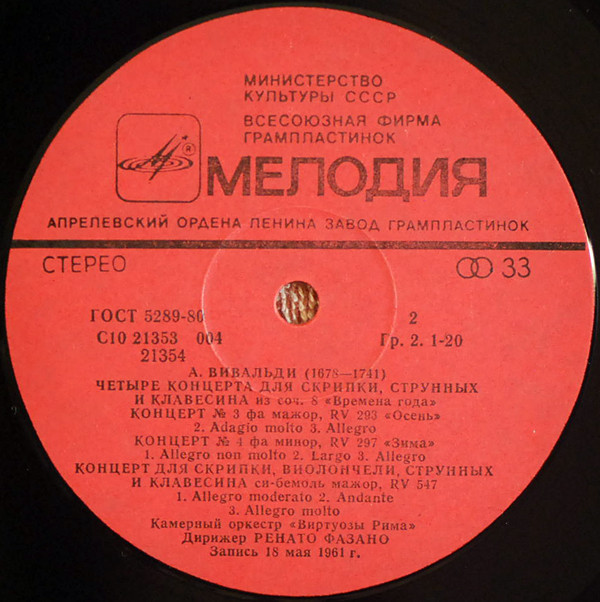 МИНИСТЕРСТВО
КУЛЬТУРЫ СССР
ВСЕСОЮЗНАЯ ФИРМА
ГРАМПЛАСТИНОК
®
МЕЛОДИЯ
АПРЕЛЕВСКИЙ ОРДЕНА ЛЕНИНА ЗАВОД ГРАМПЛАСТИНОК
СТЕРЕО 33
ГОСТ 5289-80 2
С10 21353 004 Гр. 2. 1-20
21354
А. ВИВАЛЬДИ (1678—1741)
ЧЕТЫРЕ КОНЦЕРТА ДЛЯ СКРИПКИ, СТРУННЫХ
И КЛАВЕСИНА из соч. 8 «Времена года»
КОНЦЕРТ № 3 фа мажор, RV 293 «Осень»
2. Adagio molto 3. Allegro
КОНЦЕРТ № 4 фа минор, RV 297 «Зима»
1. Allegro non molto 2. Largo 3. Allegro
КОНЦЕРТ ДЛЯ СКРИПКИ, ВИОЛОНЧЕЛИ, СТРУННЫХ
И КЛАВЕСИНА си-бемоль мажор, RV 547
1. Allegro moderato 2. Andante
3. Allegro molto
Камерный оркестр «Виртуозы Рима»
Дирижер РЕНАТО ФАЗАНО
Запись 18 мая 1961 г.